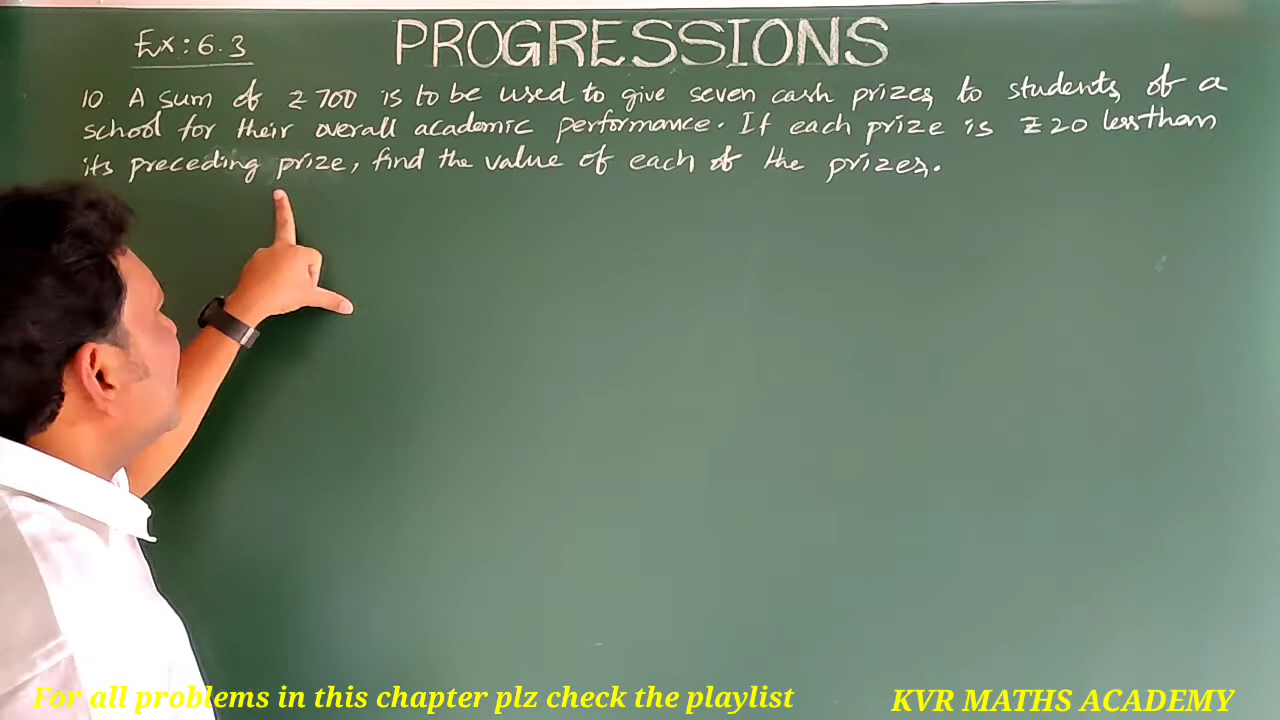 Ex: 6.3
PROGRESSIONS
10. A sum of ₹ 700 is to be used to give seven cash prizes to students of a
school for their overall academic performance. If each prize is ₹ 20 less than
its preceding prize, find the value of each of the prizes.
For all problems in this chapter plz check the playlist
KVR MATHS ACADEMY